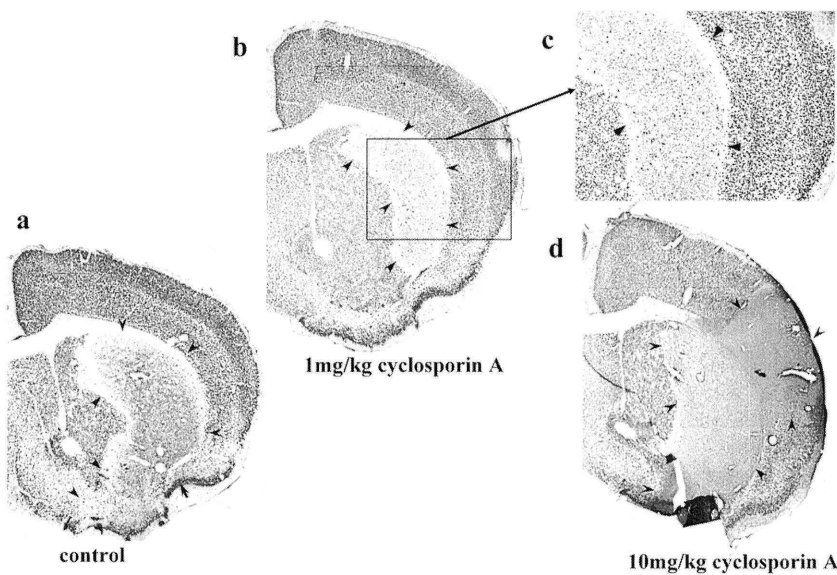 b
c
a
1mg/kg cyclosporin A
d
control
10mg/kg cyclosporin A